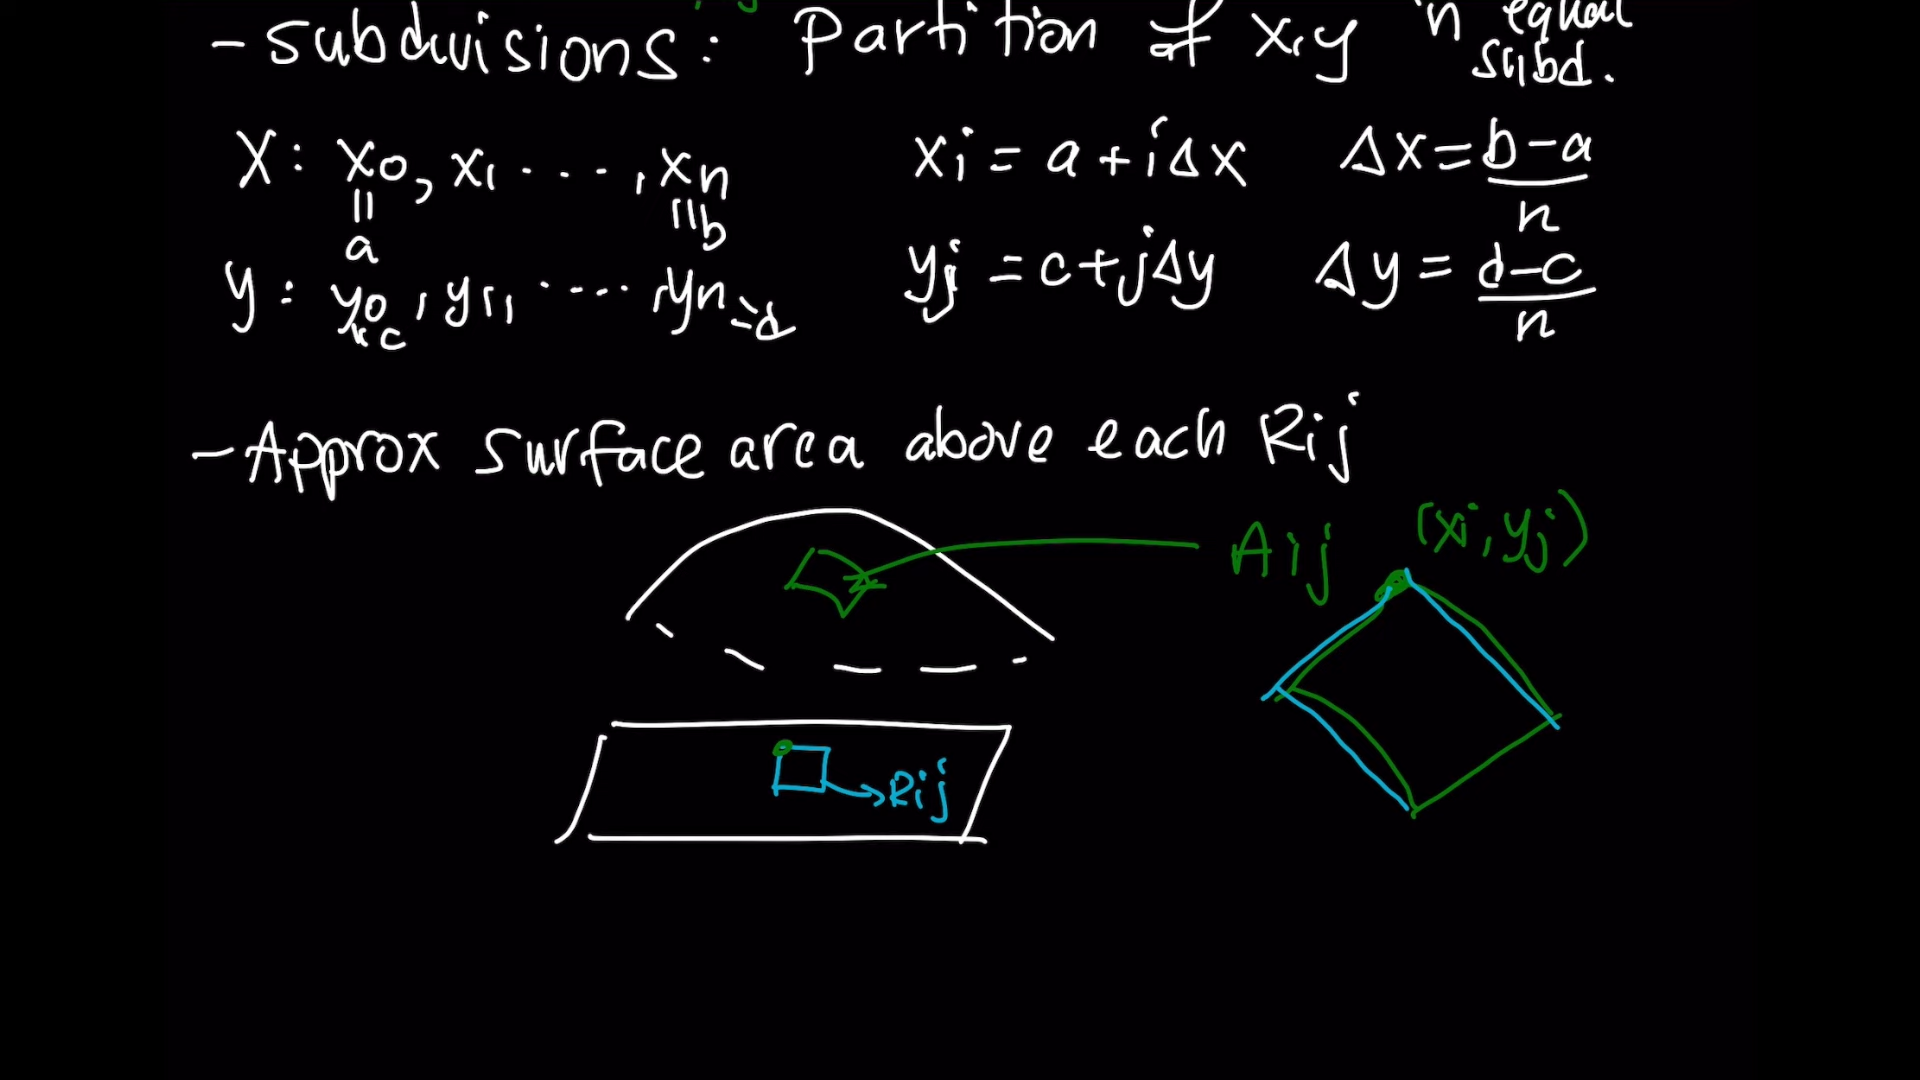 - subdivisions: Partition of x,y n equal subd.
X: x0, x1 ...., xn xi = a + iΔx Δx = b-a / n
= a = b
y: y0, y1, .... , yn = d yj = c + jΔy Δy = d-c / n
= c
- Approx surface area above each Rij
Aij (xi, yj)
Rij